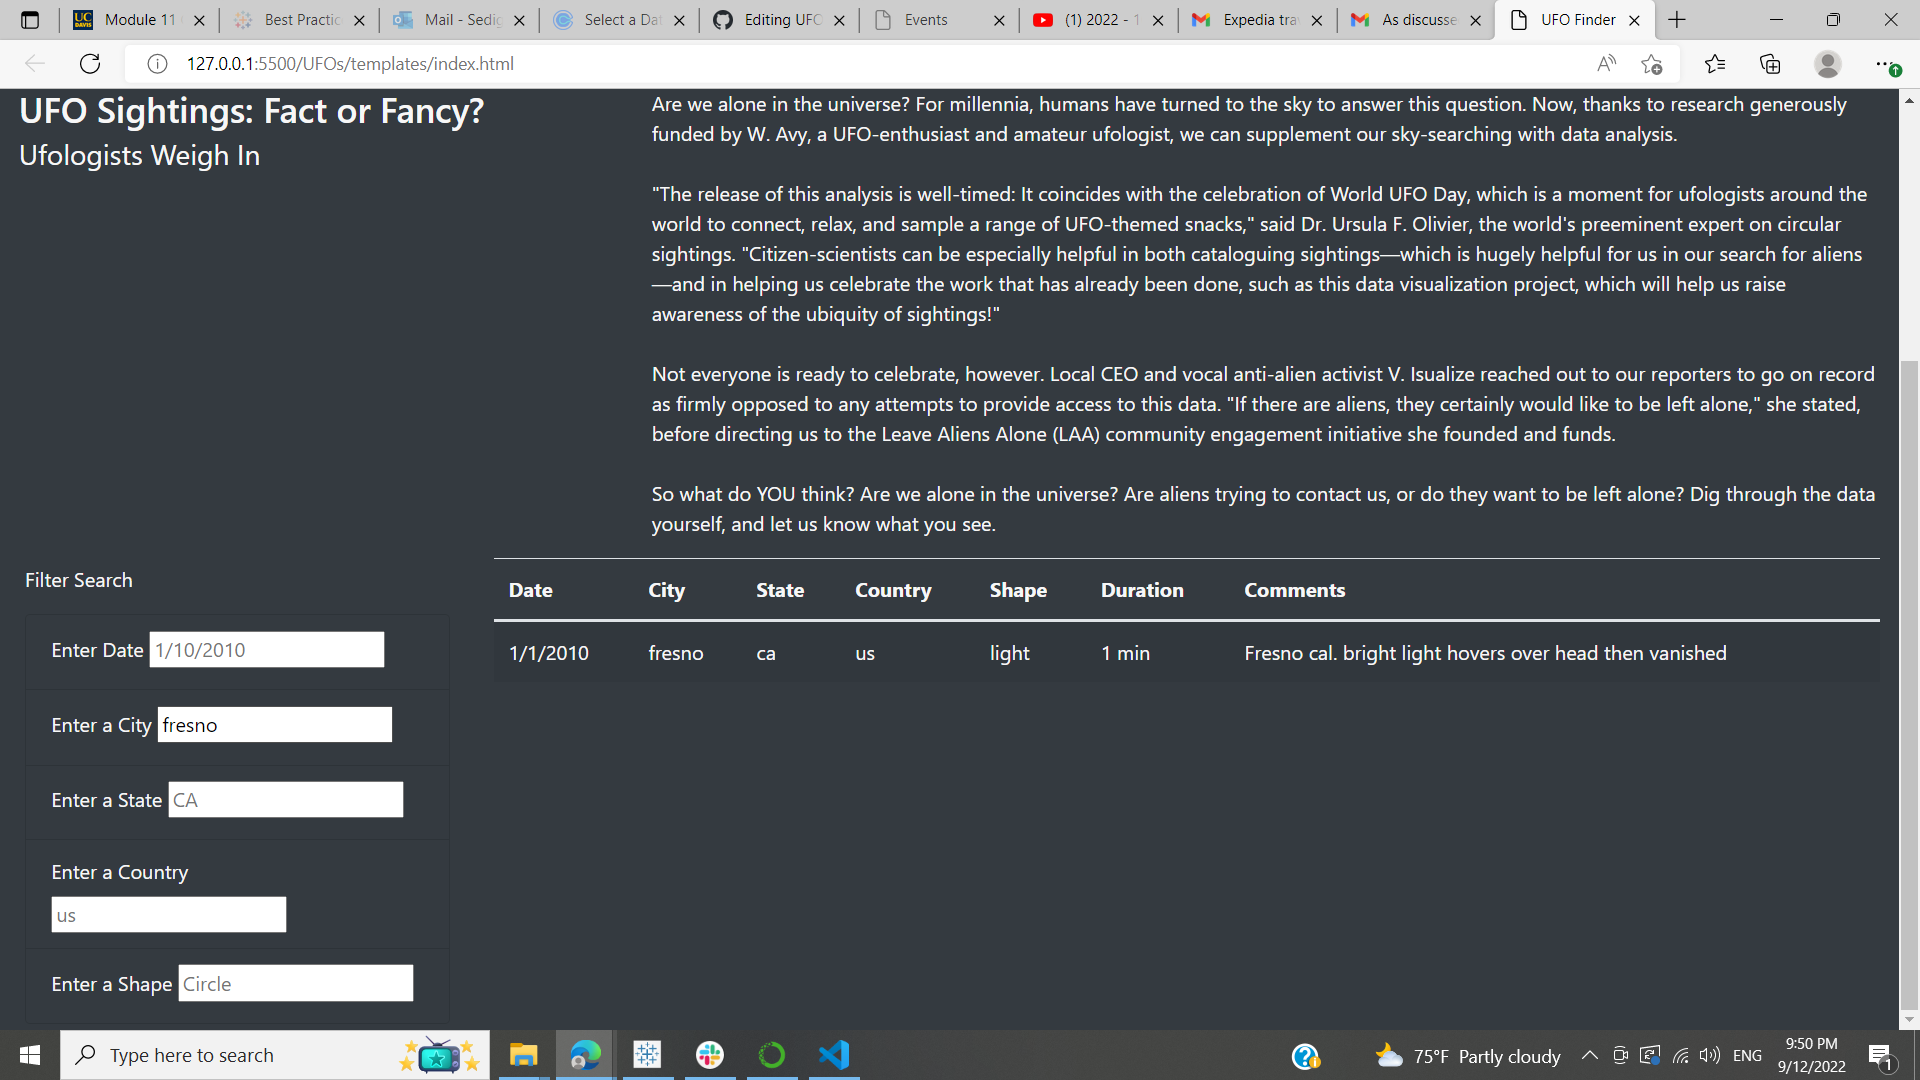 Module 11
Best Practic
Mail - Sedig
Select a Dat
Editing UFO
Events
(1) 2022 - 1
Expedia tra
As discusse
UFO Finder
127.0.0.1:5500/UFOs/templates/index.html
UFO Sightings: Fact or Fancy?
Ufologists Weigh In
Are we alone in the universe? For millennia, humans have turned to the sky to answer this question. Now, thanks to research generously
funded by W. Avy, a UFO-enthusiast and amateur ufologist, we can supplement our sky-searching with data analysis.
"The release of this analysis is well-timed: It coincides with the celebration of World UFO Day, which is a moment for ufologists around the
world to connect, relax, and sample a range of UFO-themed snacks," said Dr. Ursula F. Olivier, the world's preeminent expert on circular
sightings. "Citizen-scientists can be especially helpful in both cataloguing sightings—which is hugely helpful for us in our search for aliens
—and in helping us celebrate the work that has already been done, such as this data visualization project, which will help us raise
awareness of the ubiquity of sightings!"
Not everyone is ready to celebrate, however. Local CEO and vocal anti-alien activist V. Isualize reached out to our reporters to go on record
as firmly opposed to any attempts to provide access to this data. "If there are aliens, they certainly would like to be left alone," she stated,
before directing us to the Leave Aliens Alone (LAA) community engagement initiative she founded and funds.
So what do YOU think? Are we alone in the universe? Are aliens trying to contact us, or do they want to be left alone? Dig through the data
yourself, and let us know what you see.
Filter Search
Enter Date 1/10/2010
Enter a City fresno
Enter a State CA
Enter a Country
us
Enter a Shape Circle
Date City State Country Shape Duration Comments
1/1/2010 fresno ca us light 1 min Fresno cal. bright light hovers over head then vanished
Type here to search
75°F Partly cloudy
ENG
9:50 PM
9/12/2022
1